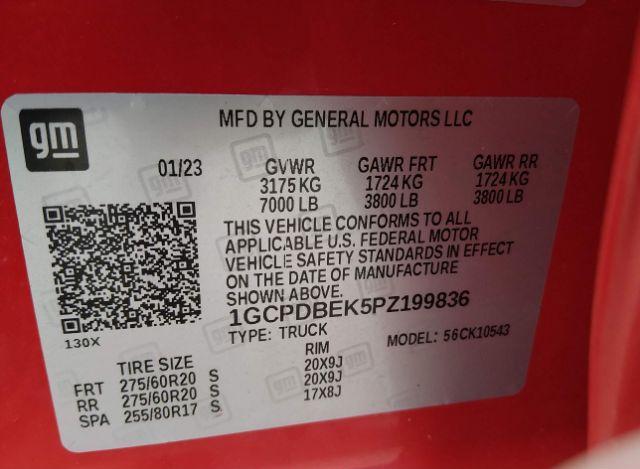 gm
MFD BY GENERAL MOTORS LLC
01/23 GVWR GAWR FRT GAWR RR
3175 KG 1724 KG 1724 KG
7000 LB 3800 LB 3800 LB
THIS VEHICLE CONFORMS TO ALL
APPLICABLE U.S. FEDERAL MOTOR
VEHICLE SAFETY STANDARDS IN EFFECT
ON THE DATE OF MANUFACTURE
SHOWN ABOVE.
1GCPDBEK5PZ199836
130X
TYPE: TRUCK MODEL: 56CK10543
TIRE SIZE RIM
FRT 275/60R20 S 20X9J
RR 275/60R20 S 20X9J
SPA 255/80R17 S 17X8J